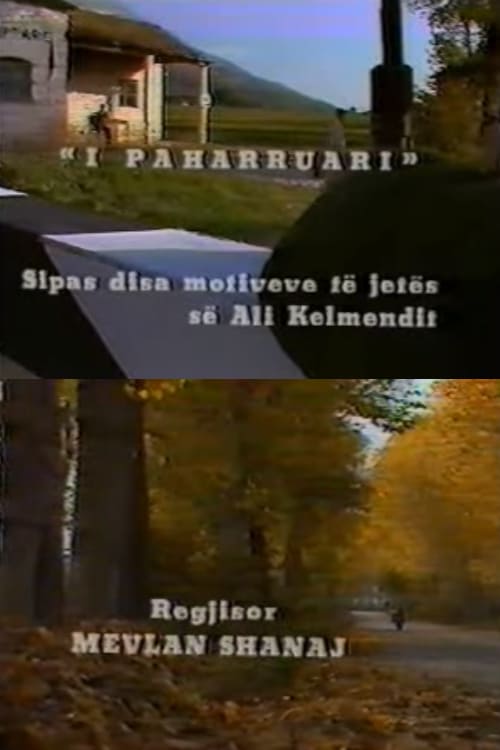 « I PAHARRUARI »
Sipas disa motiveve të jetës
së Ali Kelmendit
Regjisor
MEVLAN SHANAJ